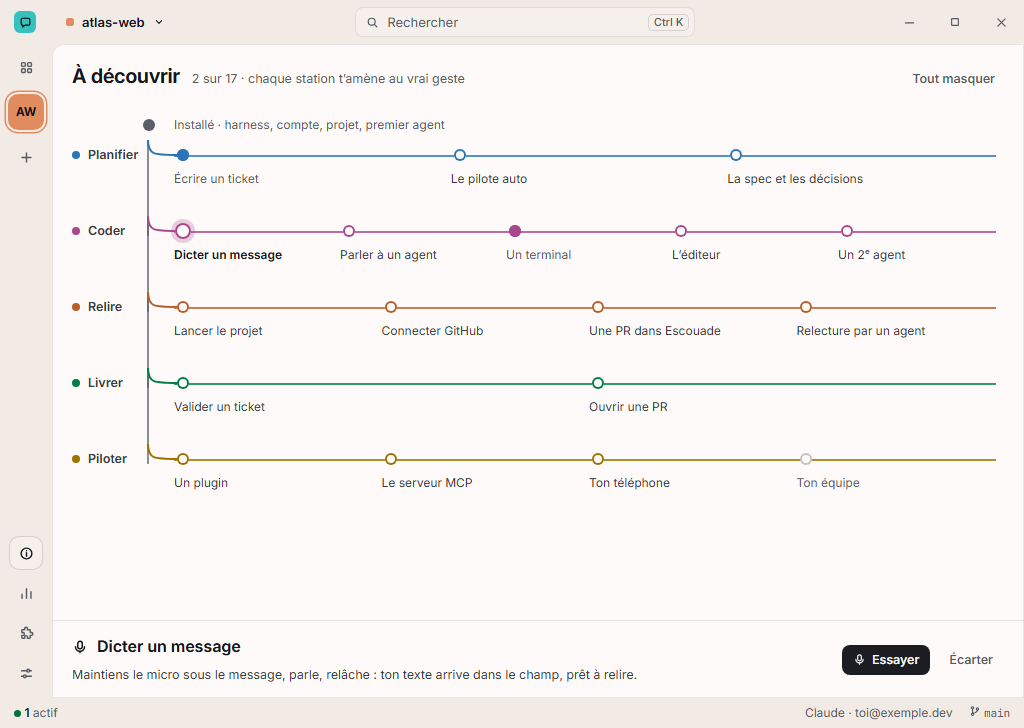 atlas-web
Rechercher
Ctrl K
AW
À découvrir
2 sur 17 · chaque station t'amène au vrai geste
Tout masquer
Installé · harness, compte, projet, premier agent
Planifier
Écrire un ticket
Le pilote auto
La spec et les décisions
Coder
Dicter un message
Parler à un agent
Un terminal
L'éditeur
Un 2ᵉ agent
Relire
Lancer le projet
Connecter GitHub
Une PR dans Escouade
Relecture par un agent
Livrer
Valider un ticket
Ouvrir une PR
Piloter
Un plugin
Le serveur MCP
Ton téléphone
Ton équipe
Dicter un message
Maintiens le micro sous le message, parle, relâche : ton texte arrive dans le champ, prêt à relire.
Essayer
Écarter
1 actif
Claude · toi@exemple.dev
main